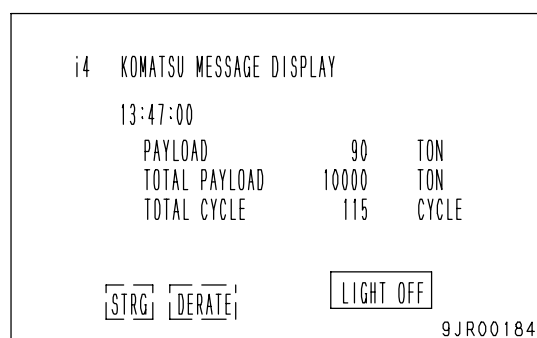 i4 KOMATSU MESSAGE DISPLAY
13:47:00
PAYLOAD 90 TON
TOTAL PAYLOAD 10000 TON
TOTAL CYCLE 115 CYCLE
STRG DERATE LIGHT OFF
9JR00184